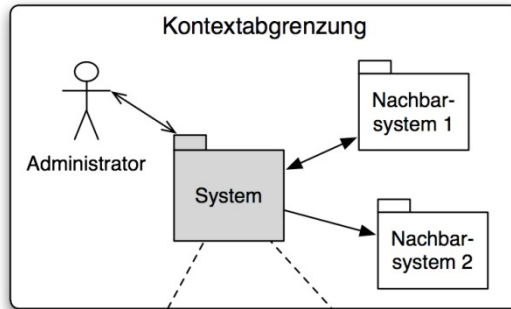 Kontextabgrenzung
Administrator
System
Nachbar-
system 1
Nachbar-
system 2